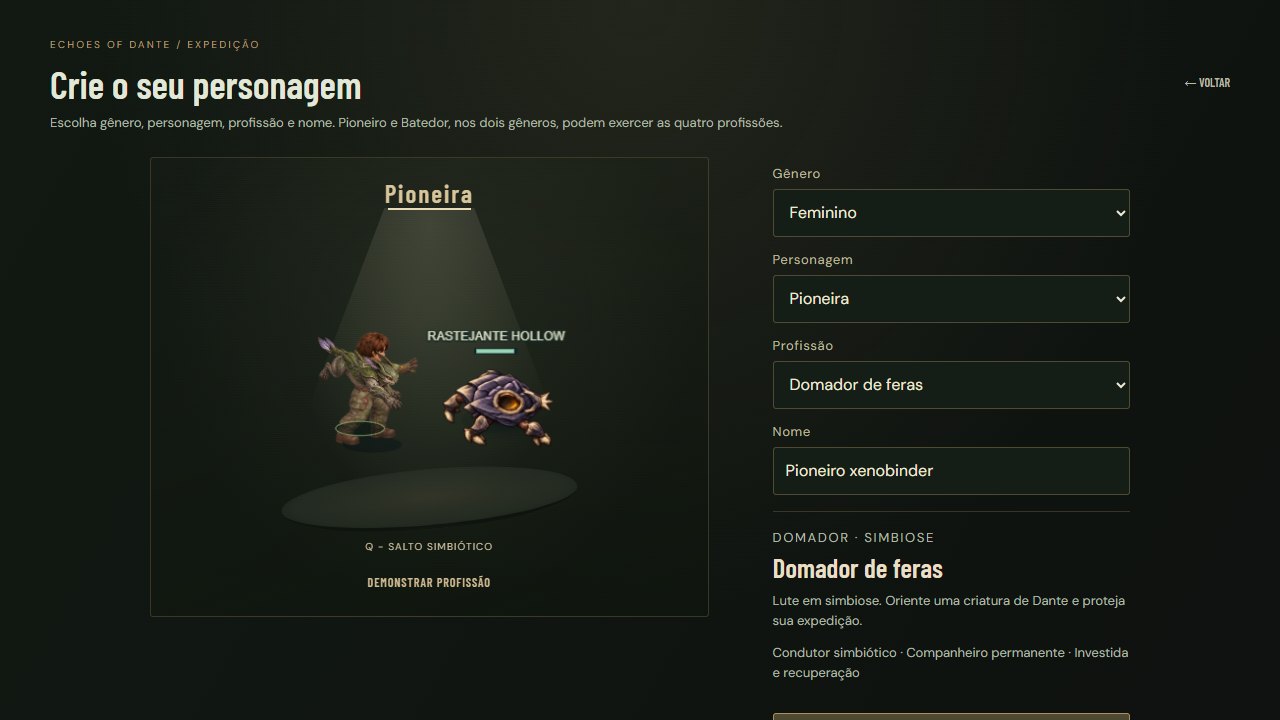 ECHOES OF DANTE / EXPEDIÇÃO
Crie o seu personagem
← VOLTAR
Escolha gênero, personagem, profissão e nome. Pioneiro e Batedor, nos dois gêneros, podem exercer as quatro profissões.
Pioneira
RASTEJANTE HOLLOW
Q – SALTO SIMBIÓTICO
DEMONSTRAR PROFISSÃO
Gênero
Feminino
Personagem
Pioneira
Profissão
Domador de feras
Nome
Pioneiro xenobinder
DOMADOR · SIMBIOSE
Domador de feras
Lute em simbiose. Oriente uma criatura de Dante e proteja
sua expedição.
Condutor simbiótico · Companheiro permanente · Investida
e recuperação